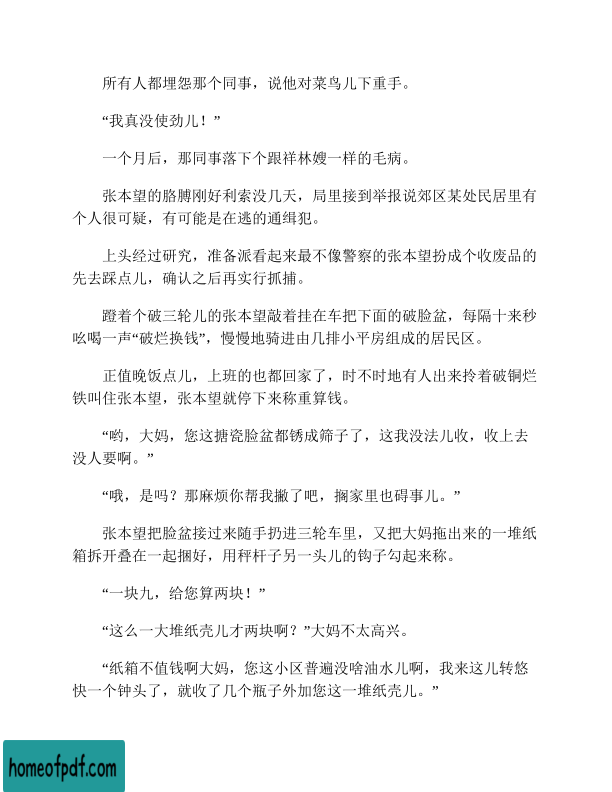 所有人都埋怨那个同事，说他对菜鸟儿下重手。
“我真没使劲儿！”
一个月后，那同事落下个跟祥林嫂一样的毛病。
张本望的胳膊刚好利索没几天，局里接到举报说郊区某处民居里有
个人很可疑，有可能是在逃的通缉犯。
上头经过研究，准备派看起来最不像警察的张本望扮成个收废品的
先去踩点儿，确认之后再实行抓捕。
蹬着个破三轮儿的张本望敲着挂在车把下面的破脸盆，每隔十来秒
吆喝一声“破烂换钱”，慢慢地骑进由几排小平房组成的居民区。
正值晚饭点儿，上班的也都回家了，时不时地有人出来拎着破铜烂
铁叫住张本望，张本望就停下来称重算钱。
“哟，大妈，您这搪瓷脸盆都锈成筛子了，这我没法儿收，收上去
没人要啊。”
“哦，是吗？那麻烦你帮我撇了吧，搁家里也碍事儿。”
张本望把脸盆接过来随手扔进三轮车里，又把大妈拖出来的一堆纸
箱拆开叠在一起捆好，用秤杆子另一头儿的钩子勾起来称。
“一块九，给您算两块！”
“这么一大堆纸壳儿才两块啊？”大妈不太高兴。
“纸箱不值钱啊大妈，您这小区普遍没啥油水儿啊，我来这儿转悠
快一个钟头了，就收了几个瓶子外加您这一堆纸壳儿。”
homeofpdf.com